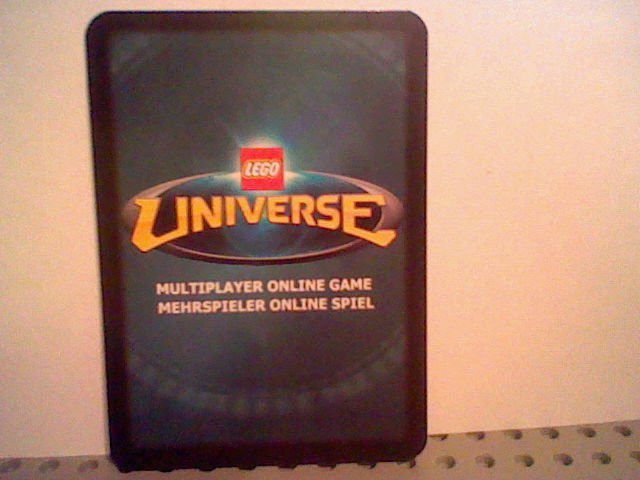 LEGO
UNIVERSE
MULTIPLAYER ONLINE GAME
MEHRSPIELER ONLINE SPIEL